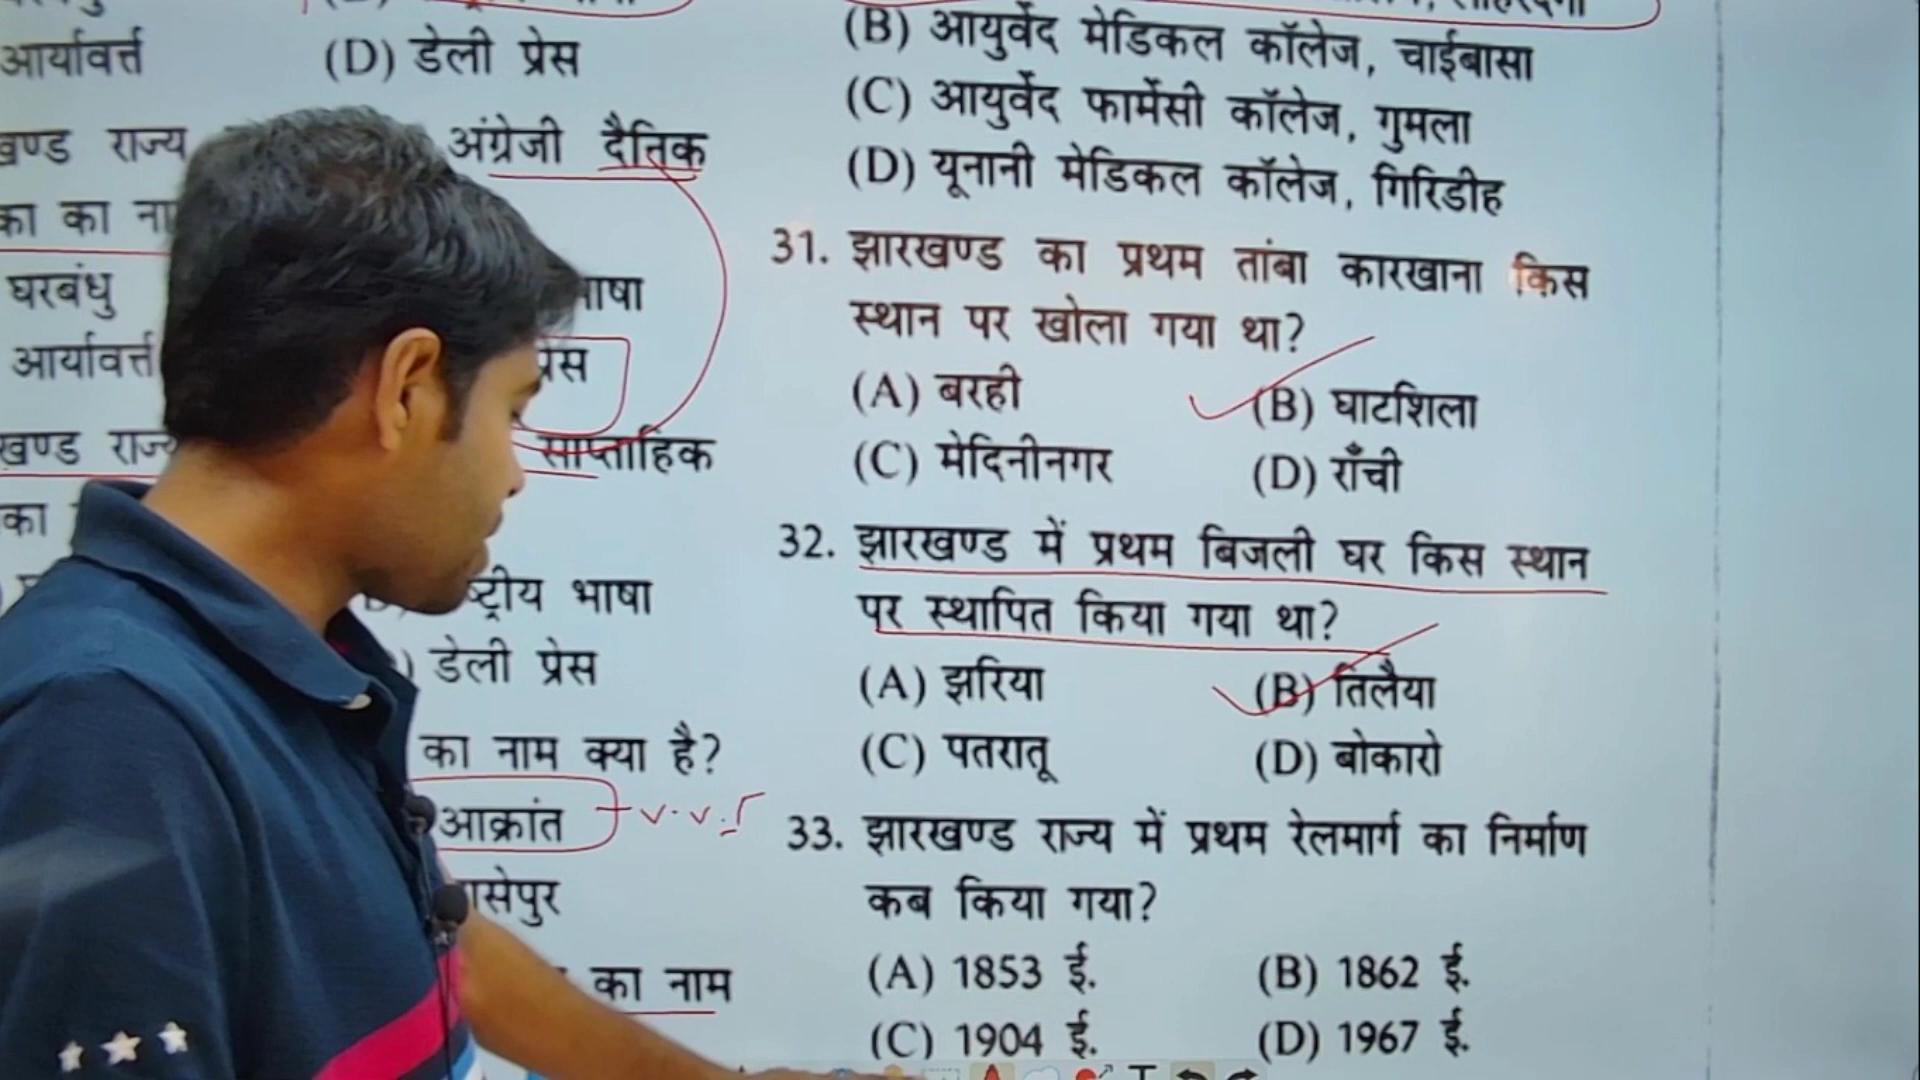 आर्यावर्त्त (D) डेली प्रेस
राज्य अंग्रेजी दैनिक
का का
घरबंधु
आर्यावर्त्त
साप्ताहिक
का
भाषा
डेली प्रेस
का नाम क्या है?
आक्रांत v.v.
का नाम
(B) आयुर्वेद मेडिकल कॉलेज, चाईबासा
(C) आयुर्वेद फार्मेसी कॉलेज, गुमला
(D) यूनानी मेडिकल कॉलेज, गिरिडीह
31. झारखण्ड का प्रथम तांबा कारखाना किस
स्थान पर खोला गया था?
(A) बरही (B) घाटशिला
(C) मेदिनीनगर (D) राँची
32. झारखण्ड में प्रथम बिजली घर किस स्थान
पर स्थापित किया गया था?
(A) झरिया (B) तिलैया
(C) पतरातू (D) बोकारो
33. झारखण्ड राज्य में प्रथम रेलमार्ग का निर्माण
कब किया गया?
(A) 1853 ई. (B) 1862 ई.
(C) 1904 ई. (D) 1967 ई.